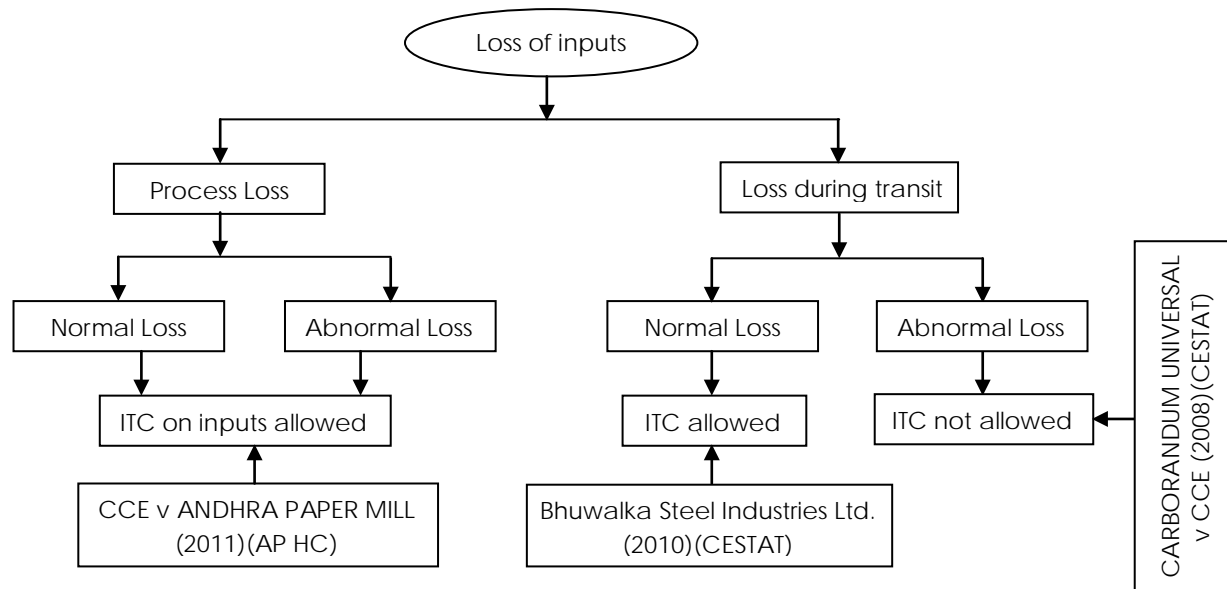 Loss of inputs
Process Loss
Loss during transit
Normal Loss
Abnormal Loss
Normal Loss
Abnormal Loss
ITC on inputs allowed
ITC allowed
ITC not allowed
CCE v ANDHRA PAPER MILL
(2011)(AP HC)
Bhuwalka Steel Industries Ltd.
(2010)(CESTAT)
CARBORANDUM UNIVERSAL
v CCE (2008)(CESTAT)